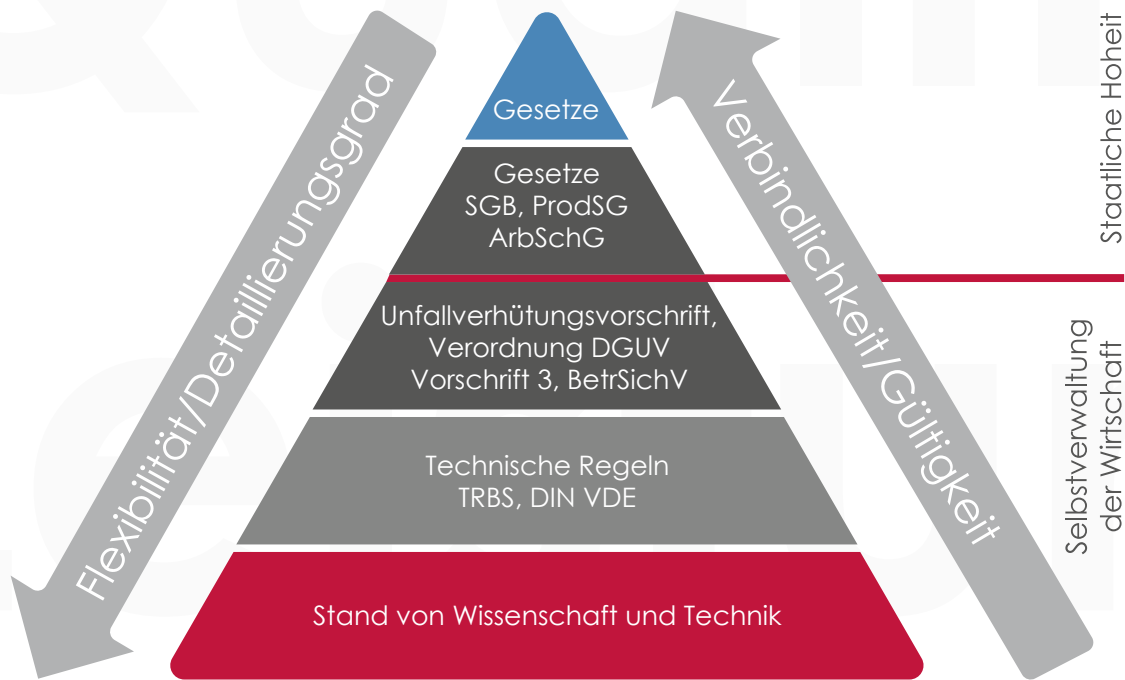 Flexibilität/Detaillierungsgrad
Gesetze
Gesetze
SGB, ProdSG
ArbSchG
Unfallverhütungsvorschrift,
Verordnung DGUV
Vorschrift 3, BetrSichV
Technische Regeln
TRBS, DIN VDE
Stand von Wissenschaft und Technik
Verbindlichkeit/Gültigkeit
Staatliche Hoheit
Selbstverwaltung
der Wirtschaft